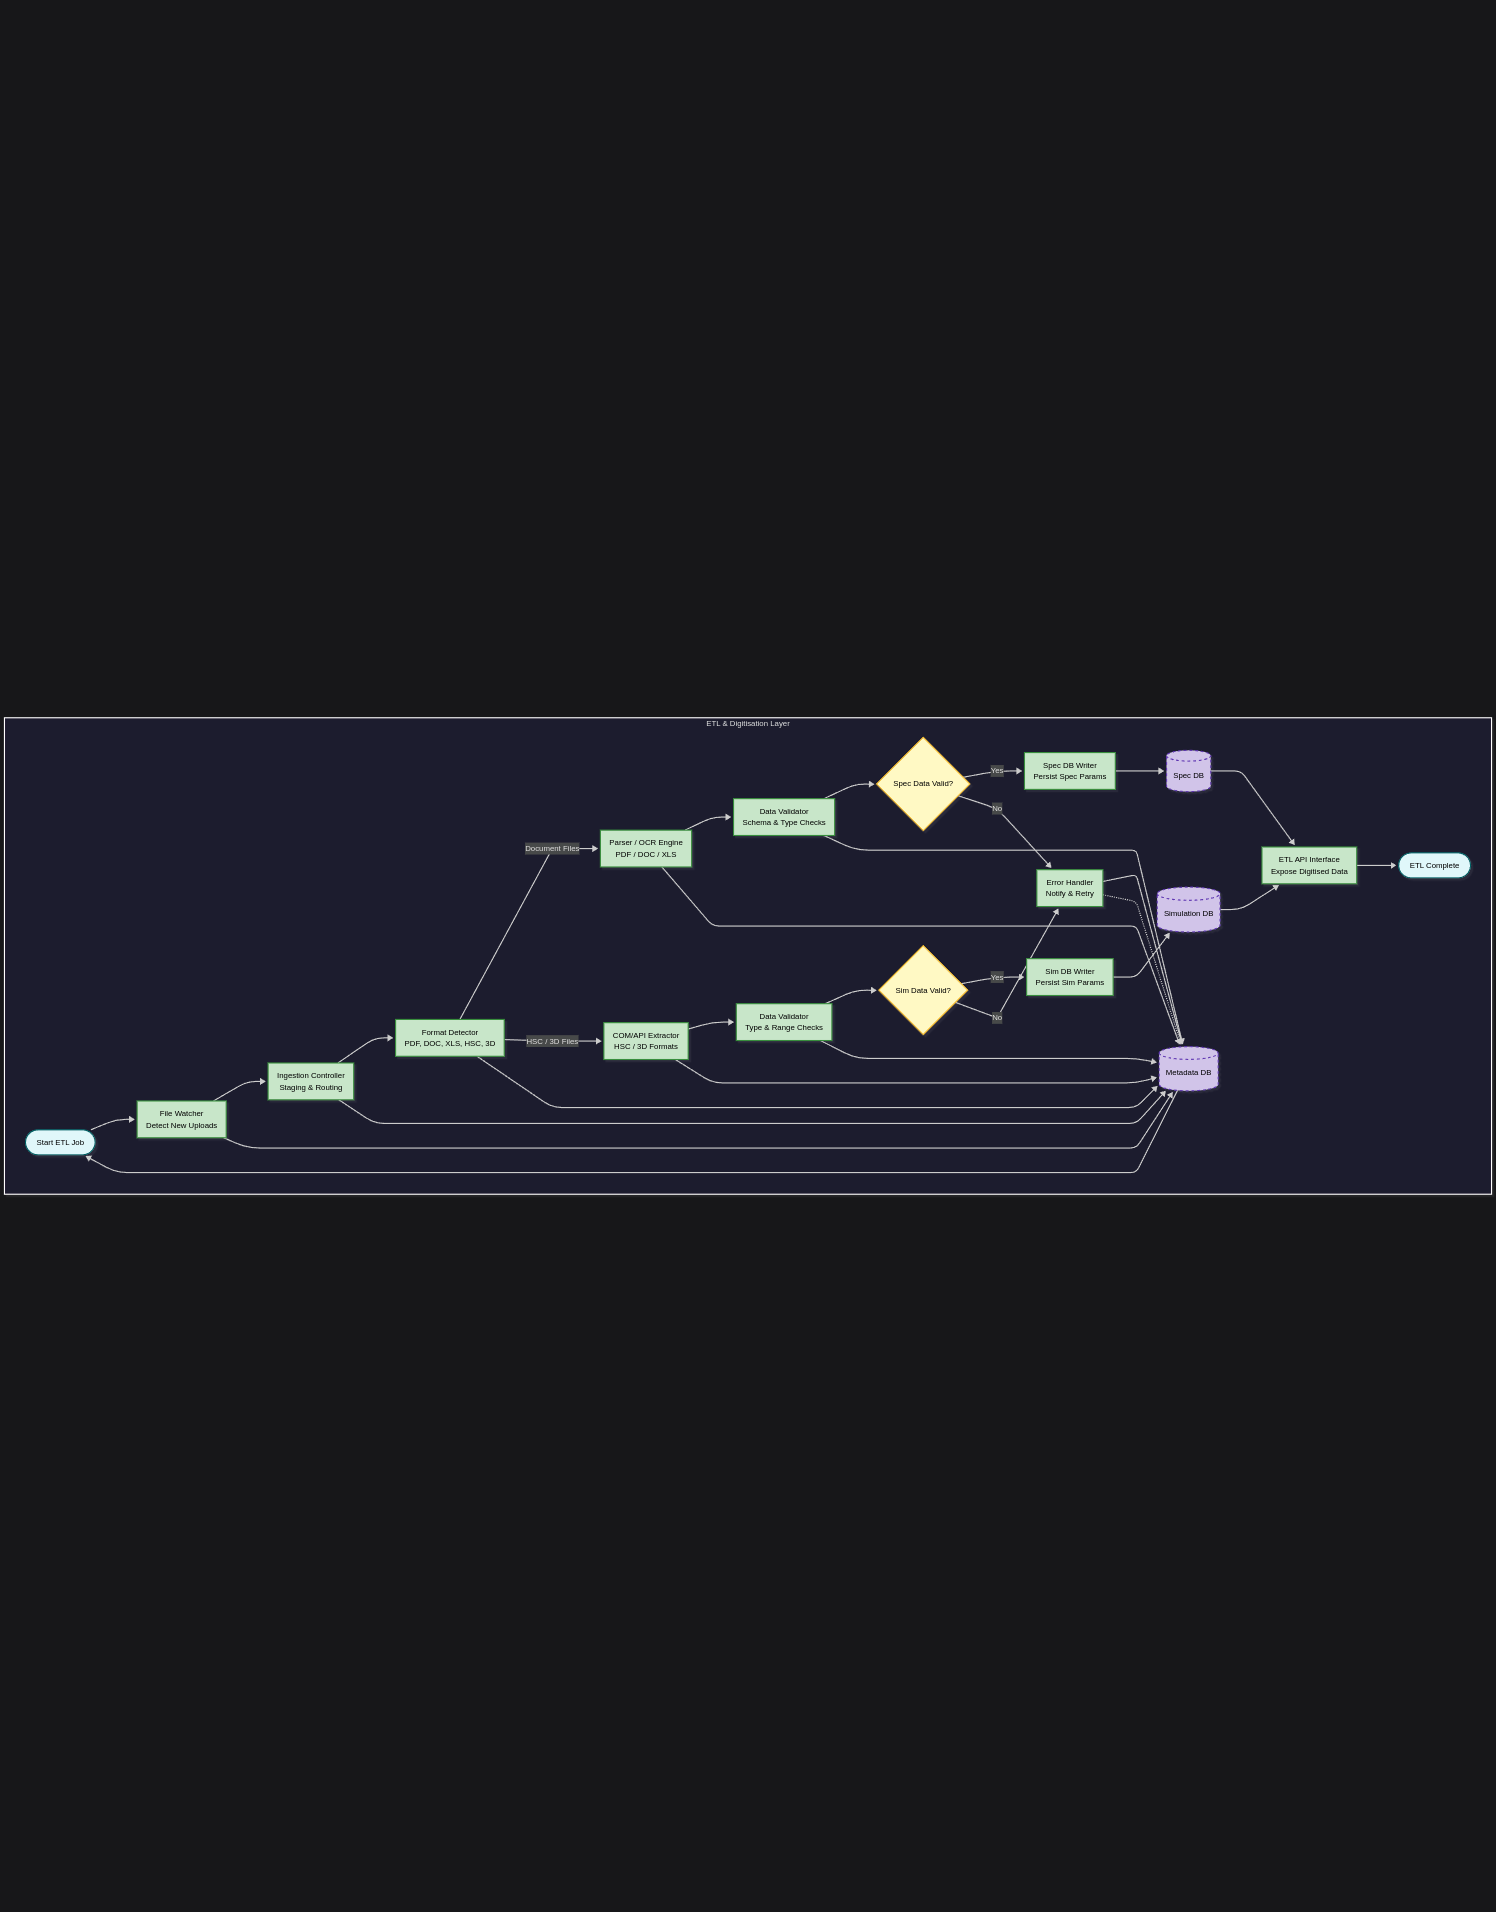 ETL & Digitisation Layer
Start ETL Job
File Watcher
Detect New Uploads
Ingestion Controller
Staging & Routing
Format Detector
PDF, DOC, XLS, HSC, 3D
Document Files
Parser / OCR Engine
PDF / DOC / XLS
Data Validator
Schema & Type Checks
Spec Data Valid?
Yes
No
Spec DB Writer
Persist Spec Params
Spec DB
HSC / 3D Files
COM/API Extractor
HSC / 3D Formats
Data Validator
Type & Range Checks
Sim Data Valid?
Yes
No
Error Handler
Notify & Retry
Sim DB Writer
Persist Sim Params
Simulation DB
Metadata DB
ETL API Interface
Expose Digitised Data
ETL Complete